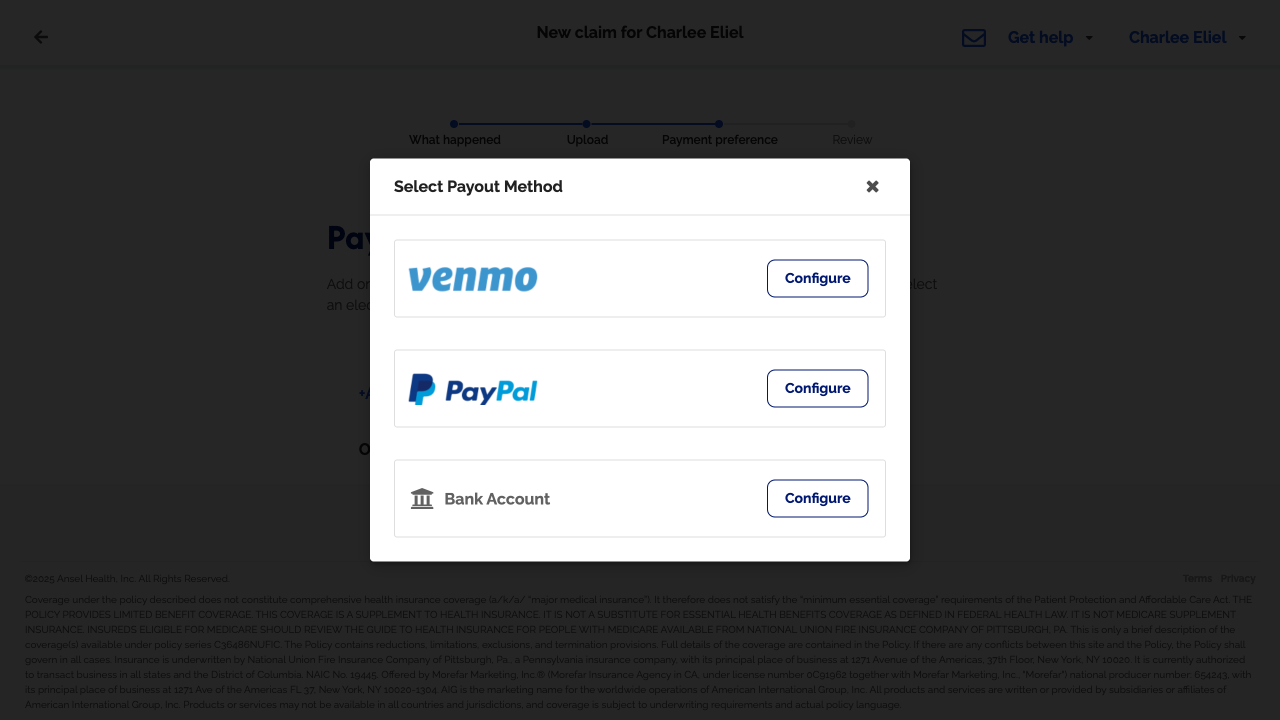 New claim for Charlee Eliel
Get help
Charlee Eliel
What happened
Upload
Payment preference
Review
Select Payout Method
Pay
Add
an
venmo
Configure
PayPal
Configure
Bank Account
Configure
©2025 Ansel Health, Inc. All Rights Reserved.
Terms Privacy
Coverage under the policy described does not constitute comprehensive health insurance coverage (a/k/a/ "major medical insurance"). It therefore does not satisfy the "minimum essential coverage" requirements of the Patient Protection and Affordable Care Act. THE
POLICY PROVIDES LIMITED BENEFIT COVERAGE. THIS COVERAGE IS A SUPPLEMENT TO HEALTH INSURANCE. IT IS NOT A SUBSTITUTE FOR ESSENTIAL HEALTH BENEFITS COVERAGE AS DEFINED IN FEDERAL HEALTH LAW. IT IS NOT MEDICARE SUPPLEMENT
INSURANCE. INSUREDS ELIGIBLE FOR MEDICARE SHOULD REVIEW THE GUIDE TO HEALTH INSURANCE FOR PEOPLE WITH MEDICARE AVAILABLE FROM NATIONAL UNION FIRE INSURANCE COMPANY OF PITTSBURGH, PA. This is only a brief description of the
coverage(s) available under policy series C36486NUFIC. The Policy contains reductions, limitations, exclusions, and termination provisions. Full details of the coverage are contained in the Policy. If there are any conflicts between this site and the Policy, the Policy shall
govern in all cases. Insurance is underwritten by National Union Fire Insurance Company of Pittsburgh, Pa., a Pennsylvania insurance company, with its principal place of business at 1271 Avenue of the Americas, 37th Floor, New York, NY 10020. It is currently authorized
to transact business in all states and the District of Columbia. NAIC No. 19445. Offered by Morefar Marketing, Inc.® (Morefar Insurance Agency in CA, under license number 0C91962 together with Morefar Marketing, Inc., "Morefar") national producer number: 654243, with
its principal place of business at 1271 Ave of the Americas FL 37, New York, NY 10020-1304. AIG is the marketing name for the worldwide operations of American International Group, Inc. All products and services are written or provided by subsidiaries or affiliates of
American International Group, Inc. Products or services may not be available in all countries and jurisdictions, and coverage is subject to underwriting requirements and actual policy language.